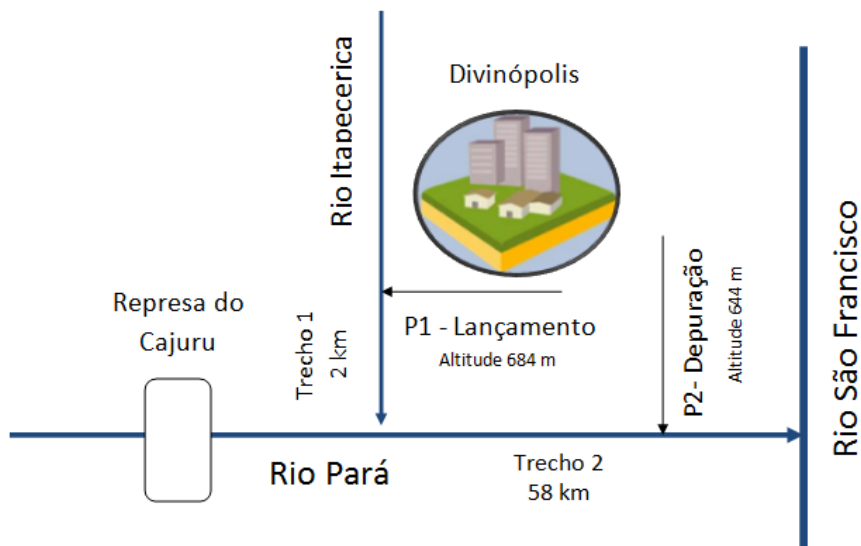 Rio Itapecerica
Divinópolis
Represa do
Cajuru
Trecho 1
2 km
P1 - Lançamento
Altitude 684 m
P2- Depuração
Altitude 644 m
Rio São Francisco
Rio Pará
Trecho 2
58 km